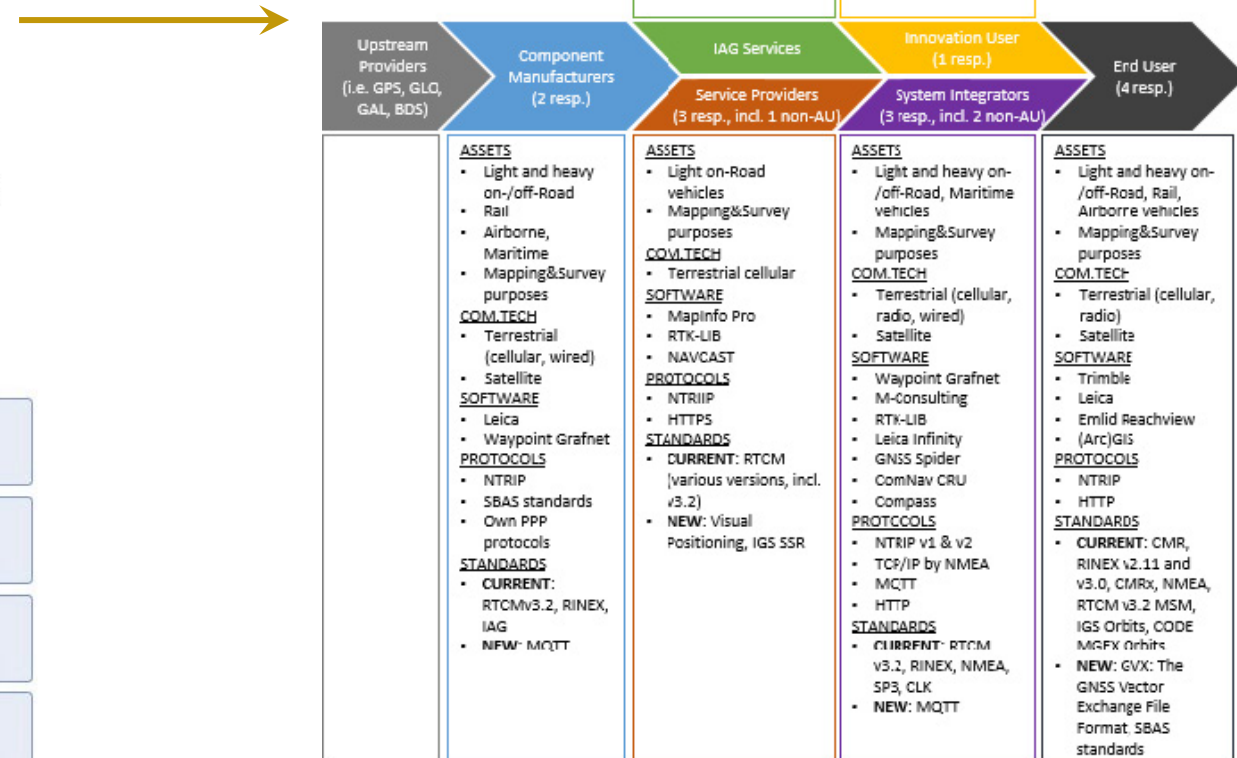 Upstream
Providers
(i.e. GPS, GLO,
GAL, BDS)
Component
Manufacturers
(2 resp.)
IAG Services
Service Providers
(3 resp., incl. 1 non-AU)
Innovation User
(1 resp.)
System Integrators
(3 resp., incl. 2 non-AU)
End User
(4 resp.)
ASSETS
▪ Light and heavy
on-/off-Road
▪ Rail
▪ Airborne,
Maritime
▪ Mapping&Survey
purposes
COM.TECH
▪ Terrestrial
(cellular, wired)
▪ Satellite
SOFTWARE
▪ Leica
▪ Waypoint Grafnet
PROTOCOLS
▪ NTRIP
▪ SBAS standards
▪ Own PPP
protocols
STANDARDS
▪ CURRENT:
RTCMv3.2, RINEX,
IAG
▪ NEW: MQTT
ASSETS
▪ Light on-Road
vehicles
▪ Mapping&Survey
purposes
COM.TECH
▪ Terrestrial cellular
SOFTWARE
▪ MapInfo Pro
▪ RTK-LIB
▪ NAVCAST
PROTOCOLS
▪ NTRIIP
▪ HTTPS
STANDARDS
▪ CURRENT: RTCM
(various versions, incl.
v3.2)
▪ NEW: Visual
Positioning, IGS SSR
ASSETS
▪ Light and heavy on-
/off-Road, Maritime
vehicles
▪ Mapping&Survey
purposes
COM.TECH
▪ Terrestrial (cellular,
radio, wired)
▪ Satellite
SOFTWARE
▪ Waypoint Grafnet
▪ M-Consulting
▪ RTK-LIB
▪ Leica Infinity
▪ GNSS Spider
▪ ComNav CRU
▪ Compass
PROTOCOLS
▪ NTRIP v1 & v2
▪ TCP/IP by NMEA
▪ MQTT
▪ HTTP
STANDARDS
▪ CURRENT: RTCM
v3.2, RINEX, NMEA,
SP3, CLK
▪ NEW: MQTT
ASSETS
▪ Light and heavy on-
/off-Road, Rail,
Airborne vehicles
▪ Mapping&Survey
purposes
COM.TECH
▪ Terrestrial (cellular,
radio)
▪ Satellite
SOFTWARE
▪ Trimble
▪ Leica
▪ Emlid Reachview
▪ (Arc)GIS
PROTOCOLS
▪ NTRIP
▪ HTTP
STANDARDS
▪ CURRENT: CMR,
RINEX v2.11 and
v3.0, CMRx, NMEA,
RTCM v3.2 MSM,
IGS Orbits, CODE
MGEX Orbits
▪ NEW: GVX: The
GNSS Vector
Exchange File
Format, SBAS
standards